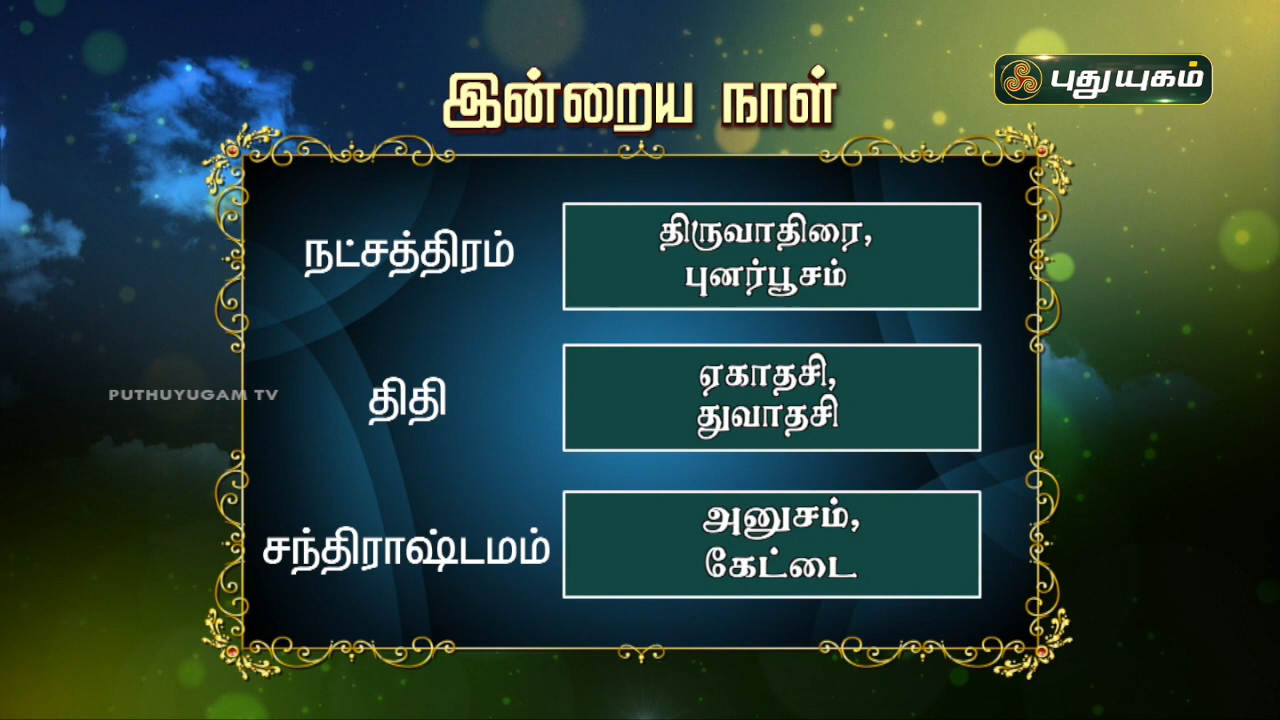 இன்றைய நாள்
புதுயுகம்
நட்சத்திரம்
திருவாதிரை,
புனர்பூசம்
PUTHUYUGAM TV
திதி
ஏகாதசி,
துவாதசி
சந்திராஷ்டமம்
அனுசம்,
கேட்டை